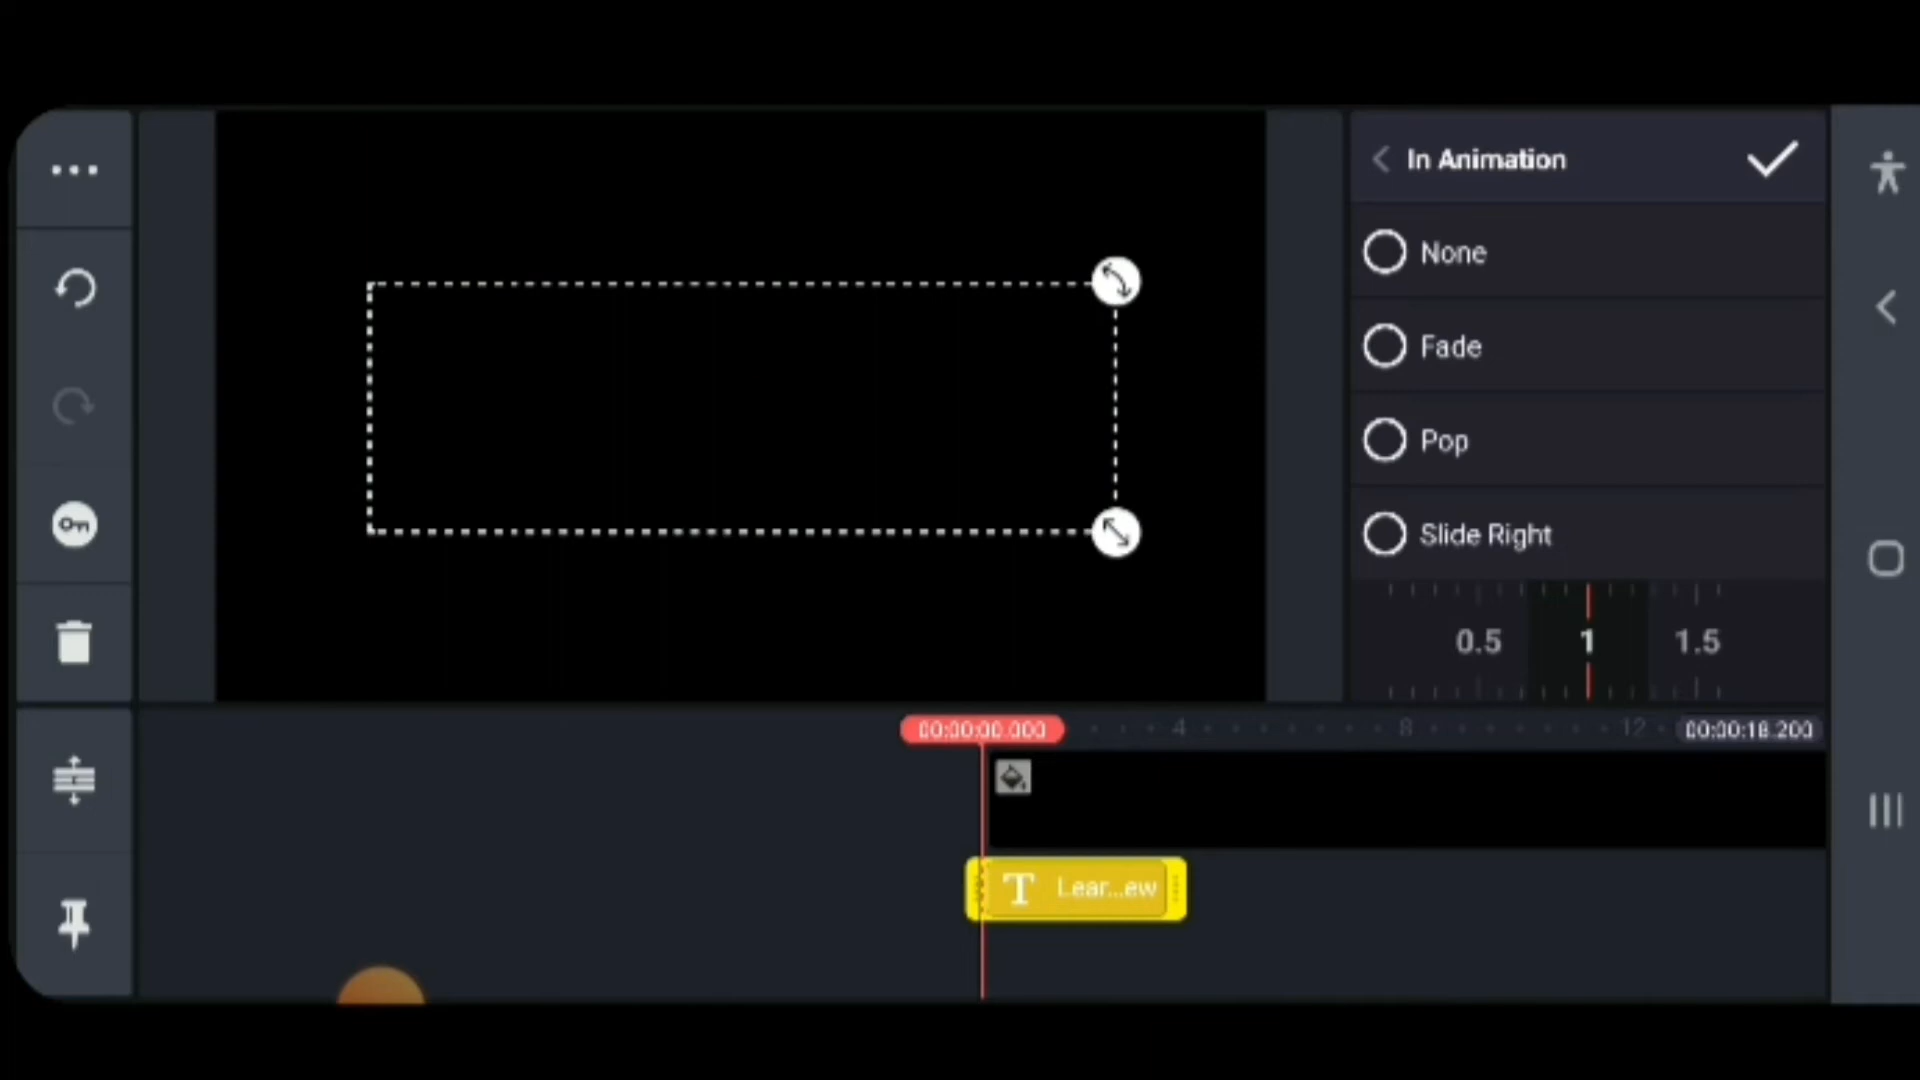 In Animation
None
Fade
Pop
Slide Right
0.5 1 1.5
00:00:00.000 4 8 12 00:00:18.200
T Lear...ew